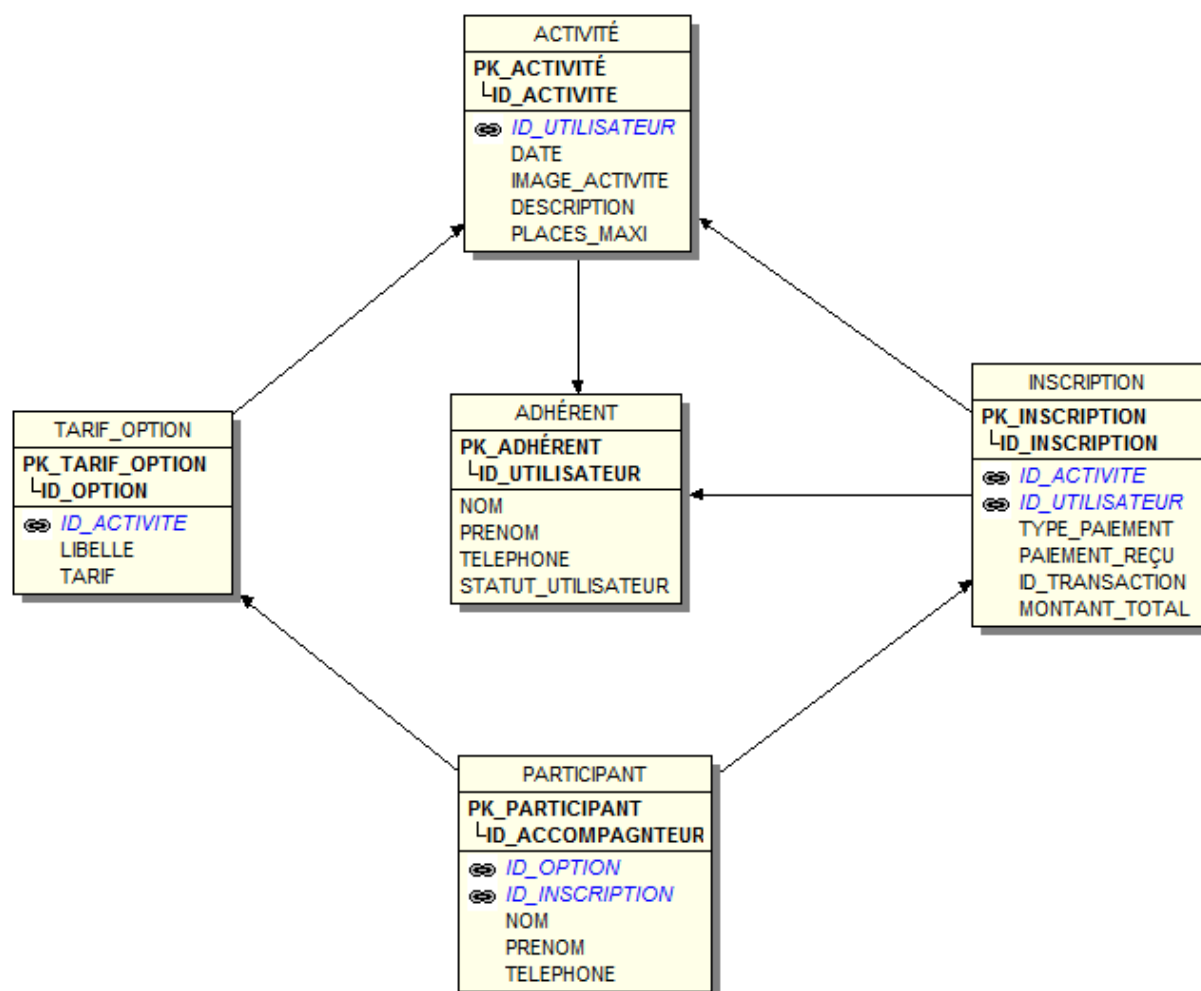 ACTIVITÉ
PK_ACTIVITÉ
ID_ACTIVITE
ID_UTILISATEUR
DATE
IMAGE_ACTIVITE
DESCRIPTION
PLACES_MAXI
TARIF_OPTION
PK_TARIF_OPTION
ID_OPTION
ID_ACTIVITE
LIBELLE
TARIF
ADHÉRENT
PK_ADHÉRENT
ID_UTILISATEUR
NOM
PRENOM
TELEPHONE
STATUT_UTILISATEUR
INSCRIPTION
PK_INSCRIPTION
ID_INSCRIPTION
ID_ACTIVITE
ID_UTILISATEUR
TYPE_PAIEMENT
PAIEMENT_REÇU
ID_TRANSACTION
MONTANT_TOTAL
PARTICIPANT
PK_PARTICIPANT
ID_ACCOMPAGNTEUR
ID_OPTION
ID_INSCRIPTION
NOM
PRENOM
TELEPHONE